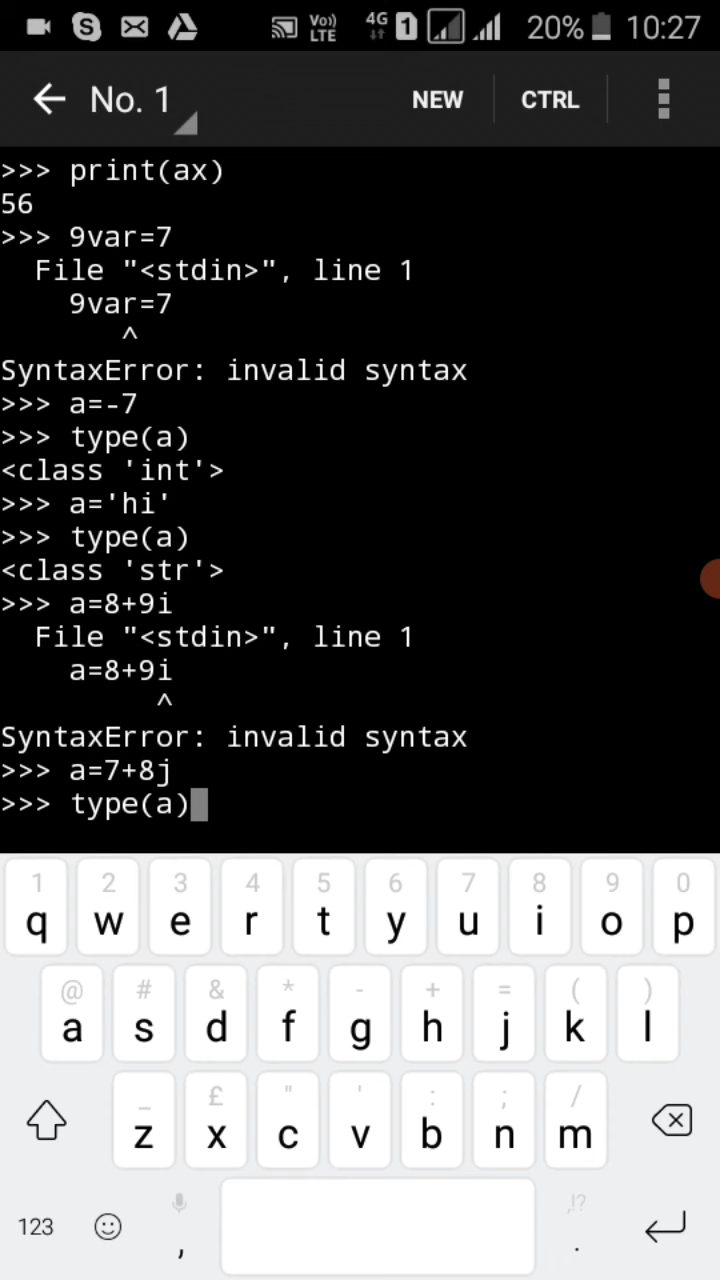 Vo)) LTE 4G 1 20% 10:27
No. 1 NEW CTRL
>>> print(ax)
56
>>> 9var=7
  File "<stdin>", line 1
    9var=7
       ^
SyntaxError: invalid syntax
>>> a=-7
>>> type(a)
<class 'int'>
>>> a='hi'
>>> type(a)
<class 'str'>
>>> a=8+9i
  File "<stdin>", line 1
    a=8+9i
         ^
SyntaxError: invalid syntax
>>> a=7+8j
>>> type(a)
1 2 3 4 5 6 7 8 9 0
q w e r t y u i o p
@ # & * - + = ( )
a s d f g h j k l
_ £ " ' : ; /
z x c v b n m
,!?
123 , .